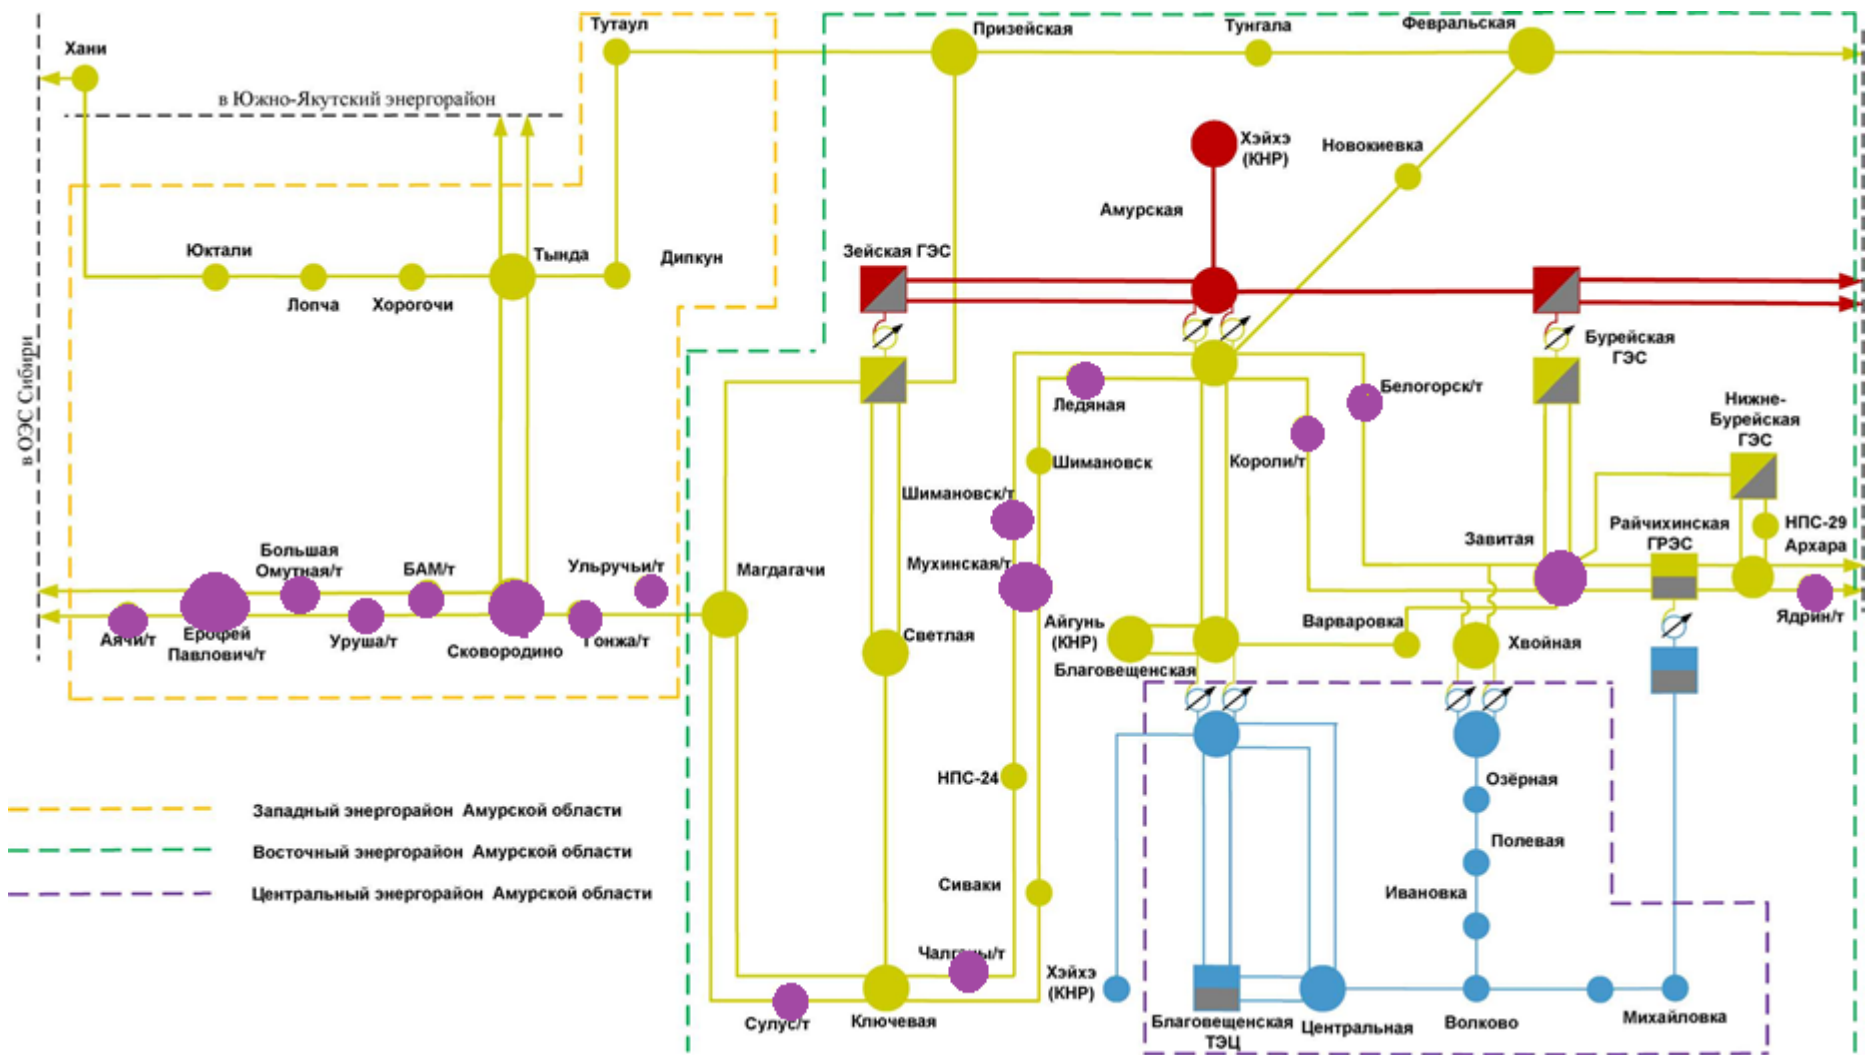 Хани
в Южно-Якутский энергорайон
Тутаул
Призейская
Тунгала
Февральская
Хэйхэ
(КНР)
Новокиевка
Амурская
Юктали
Лопча
Хорогочи
Тында
Дипкун
Зейская ГЭС
Бурейская
ГЭС
в ОЭС Сибири
Ледяная
Белогорск/т
Нижне-
Бурейская
ГЭС
Шимановск
Короли/т
Шимановск/т
Завитая
Райчихинская
ГРЭС
НПС-29
Архара
Большая
Омутная/т
БАМ/т
Ульручьи/т
Магдагачи
Мухинская/т
Аячи/т
Ерофей
Павлович/т
Уруша/т
Сковородино
Гонжа/т
Светлая
Айгунь
(КНР)
Благовещенская
Варваровка
Хвойная
Ядрин/т
НПС-24
Озёрная
Полевая
Ивановка
Западный энергорайон Амурской области
Восточный энергорайон Амурской области
Центральный энергорайон Амурской области
Сиваки
Сулус/т
Ключевая
Хэйхэ
(КНР)
Благовещенская
ТЭЦ
Центральная
Волково
Михайловка